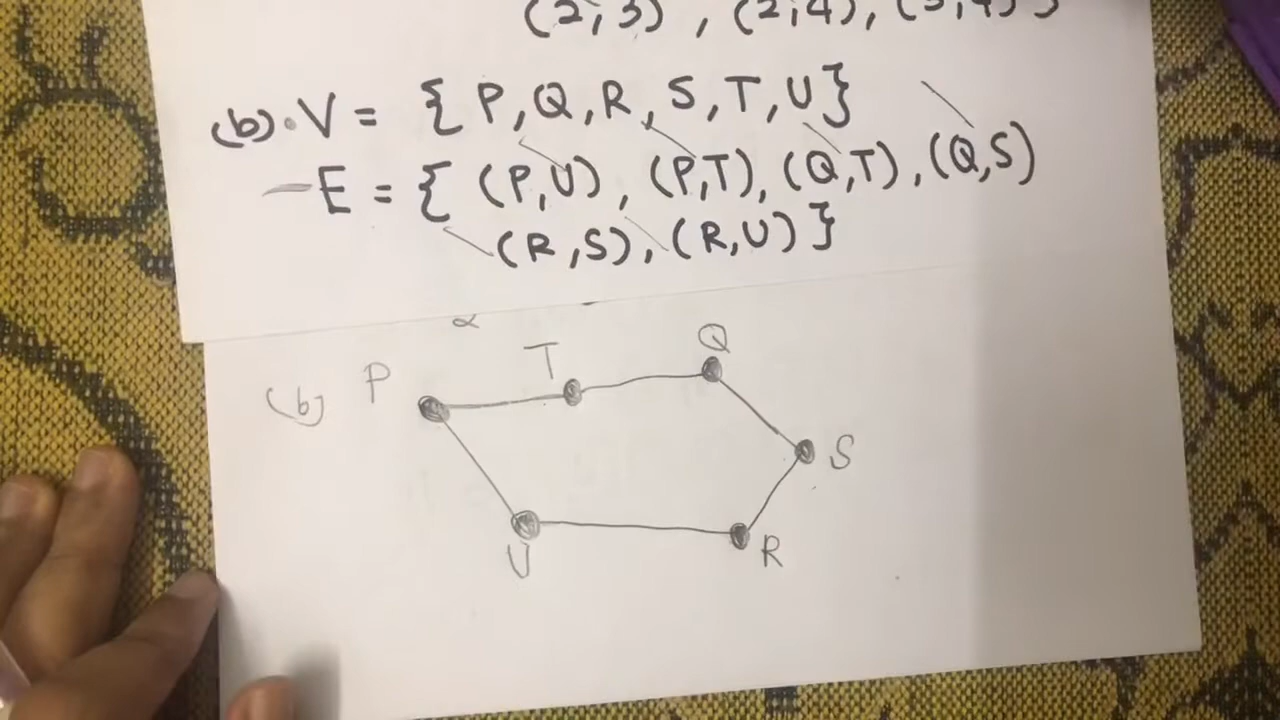 (2,3), (2,4), (3,4)}
(b). V = {P,Q,R,S,T,U}
E = {(P,U), (P,T), (Q,T), (Q,S)
(R,S), (R,U)}
(b) P T Q
S
U R